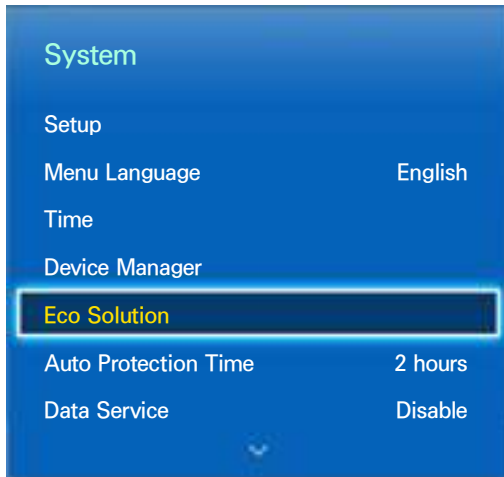 System
Setup
Menu Language English
Time
Device Manager
Eco Solution
Auto Protection Time 2 hours
Data Service Disable